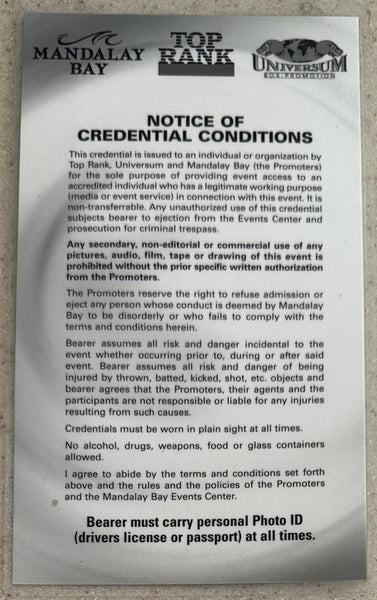 MANDALAY BAY
TOP RANK
UNIVERSUM
BOX-PROMOTION
NOTICE OF
CREDENTIAL CONDITIONS
This credential is issued to an individual or organization by
Top Rank, Universum and Mandalay Bay (the Promoters)
for the sole purpose of providing event access to an
accredited individual who has a legitimate working purpose
(media or event service) in connection with this event. It is
non-transferable. Any unauthorized use of this credential
subjects bearer to ejection from the Events Center and
prosecution for criminal trespass.
Any secondary, non-editorial or commercial use of any
pictures, audio, film, tape or drawing of this event is
prohibited without the prior specific written authorization
from the Promoters.
The Promoters reserve the right to refuse admission or
eject any person whose conduct is deemed by Mandalay
Bay to be disorderly or who fails to comply with the
terms and conditions herein.
Bearer assumes all risk and danger incidental to the
event whether occurring prior to, during or after said
event. Bearer assumes all risk and danger of being
injured by thrown, batted, kicked, shot, etc. objects and
bearer agrees that the Promoters, their agents and the
participants are not responsible or liable for any injuries
resulting from such causes.
Credentials must be worn in plain sight at all times.
No alcohol, drugs, weapons, food or glass containers
allowed.
I agree to abide by the terms and conditions set forth
above and the rules and the policies of the Promoters
and the Mandalay Bay Events Center.
Bearer must carry personal Photo ID
(drivers license or passport) at all times.